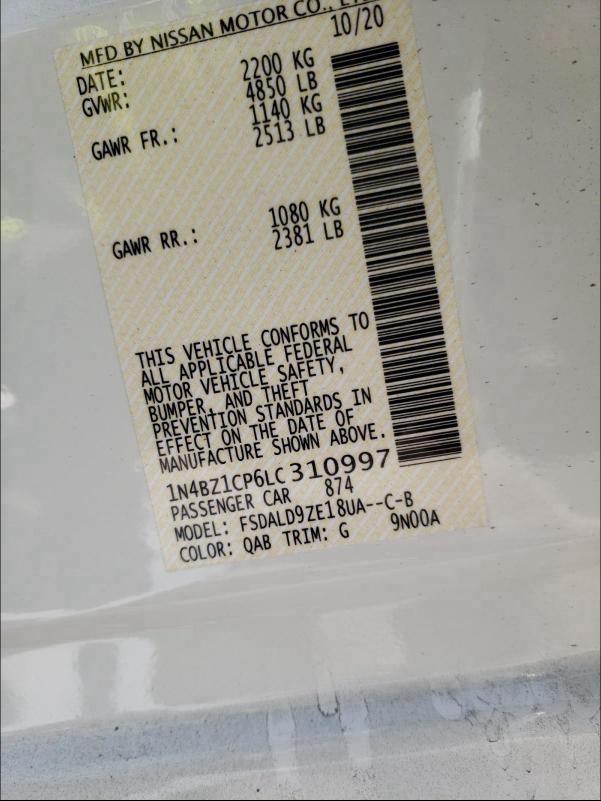 MFD BY NISSAN MOTOR CO.,
DATE: 10/20
GVWR: 2200 KG
4850 LB
GAWR FR.: 1140 KG
2513 LB
GAWR RR.: 1080 KG
2381 LB
THIS VEHICLE CONFORMS TO
ALL APPLICABLE FEDERAL
MOTOR VEHICLE SAFETY,
BUMPER, AND THEFT
PREVENTION STANDARDS IN
EFFECT ON THE DATE OF
MANUFACTURE SHOWN ABOVE.
1N4BZ1CP6LC310997
PASSENGER CAR 874
MODEL: FSDALD9ZE18UA--C-B
COLOR: QAB TRIM: G 9N00A